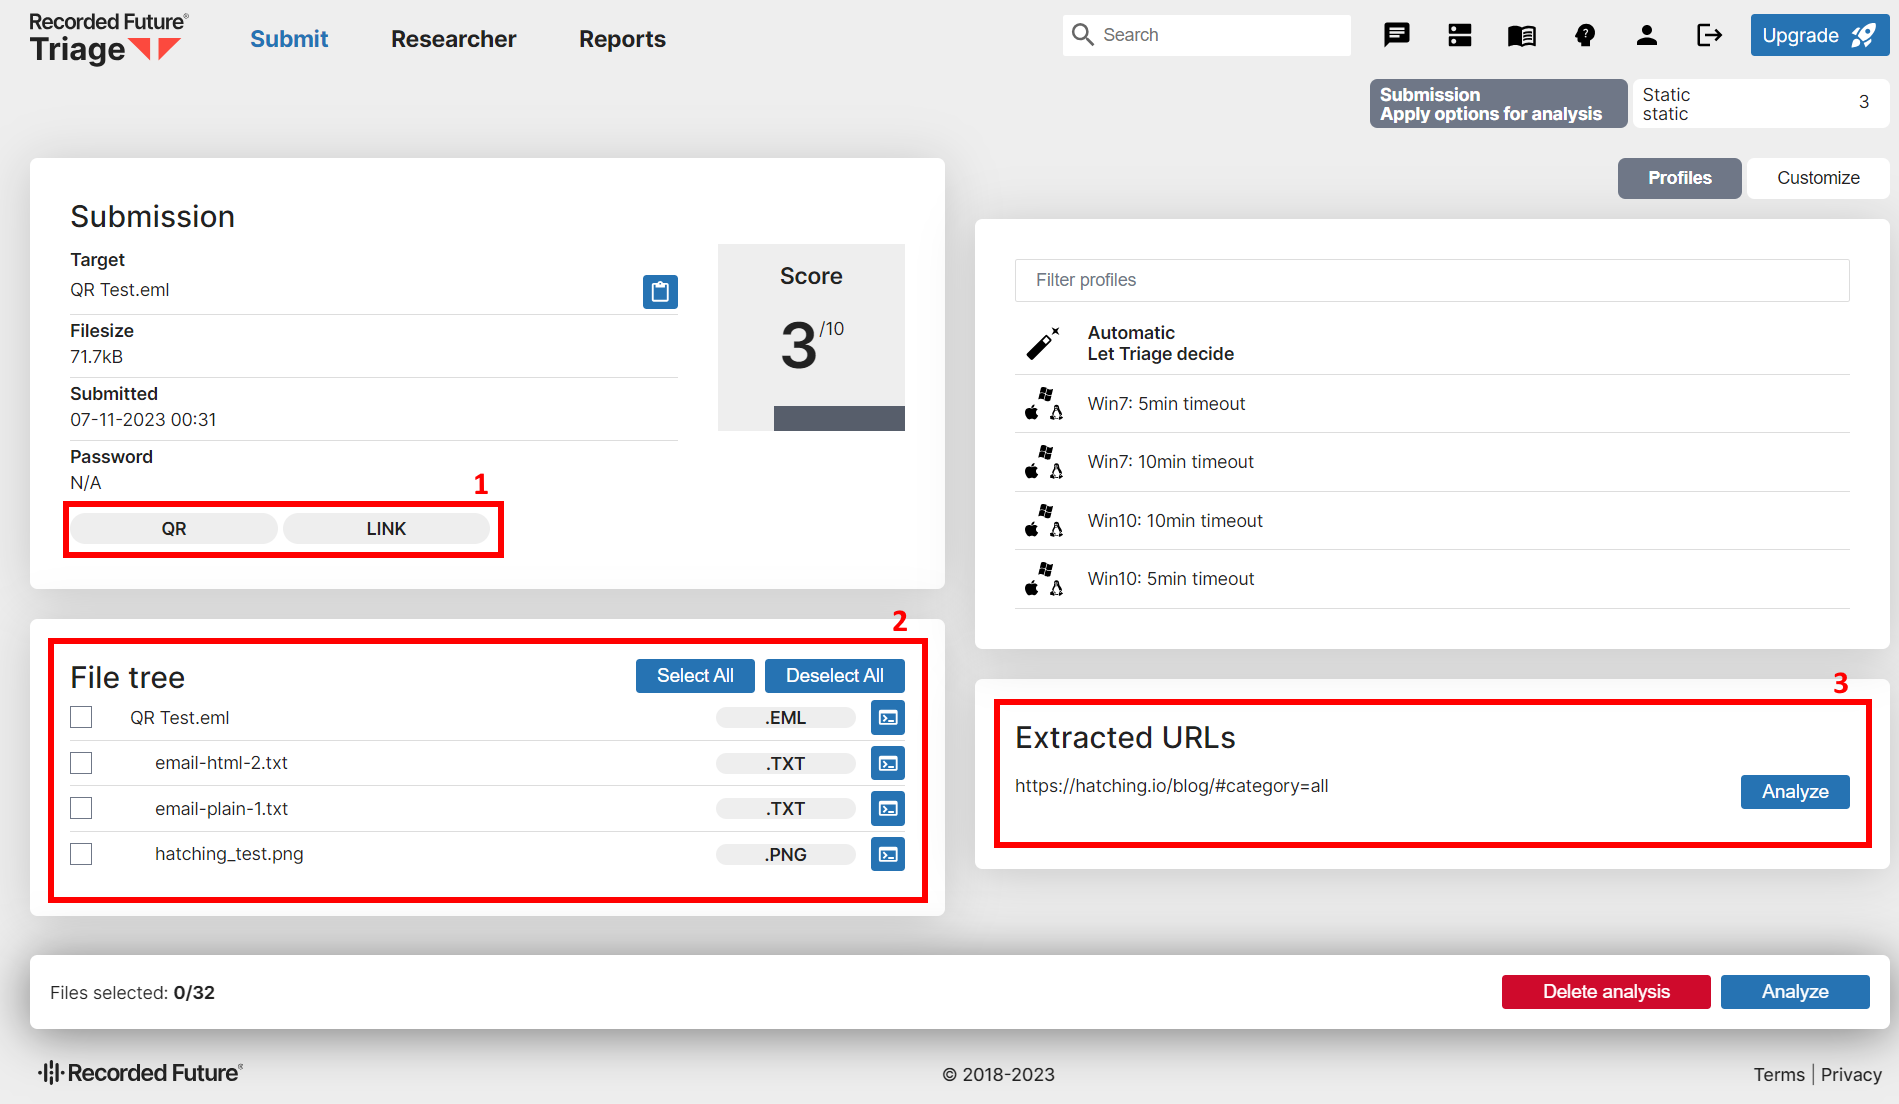 Recorded Future®
Triage
Submit
Researcher
Reports
Search
Upgrade
Submission
Apply options for analysis
Static
static
3
Profiles
Customize
Submission
Target
QR Test.eml
Filesize
71.7kB
Submitted
07-11-2023 00:31
Password
N/A
1
QR
LINK
Score
3/10
Filter profiles
Automatic
Let Triage decide
Win7: 5min timeout
Win7: 10min timeout
Win10: 10min timeout
Win10: 5min timeout
2
File tree
Select All
Deselect All
QR Test.eml
.EML
email-html-2.txt
.TXT
email-plain-1.txt
.TXT
hatching_test.png
.PNG
3
Extracted URLs
https://hatching.io/blog/#category=all
Analyze
Files selected: 0/32
Delete analysis
Analyze
Recorded Future®
© 2018-2023
Terms | Privacy